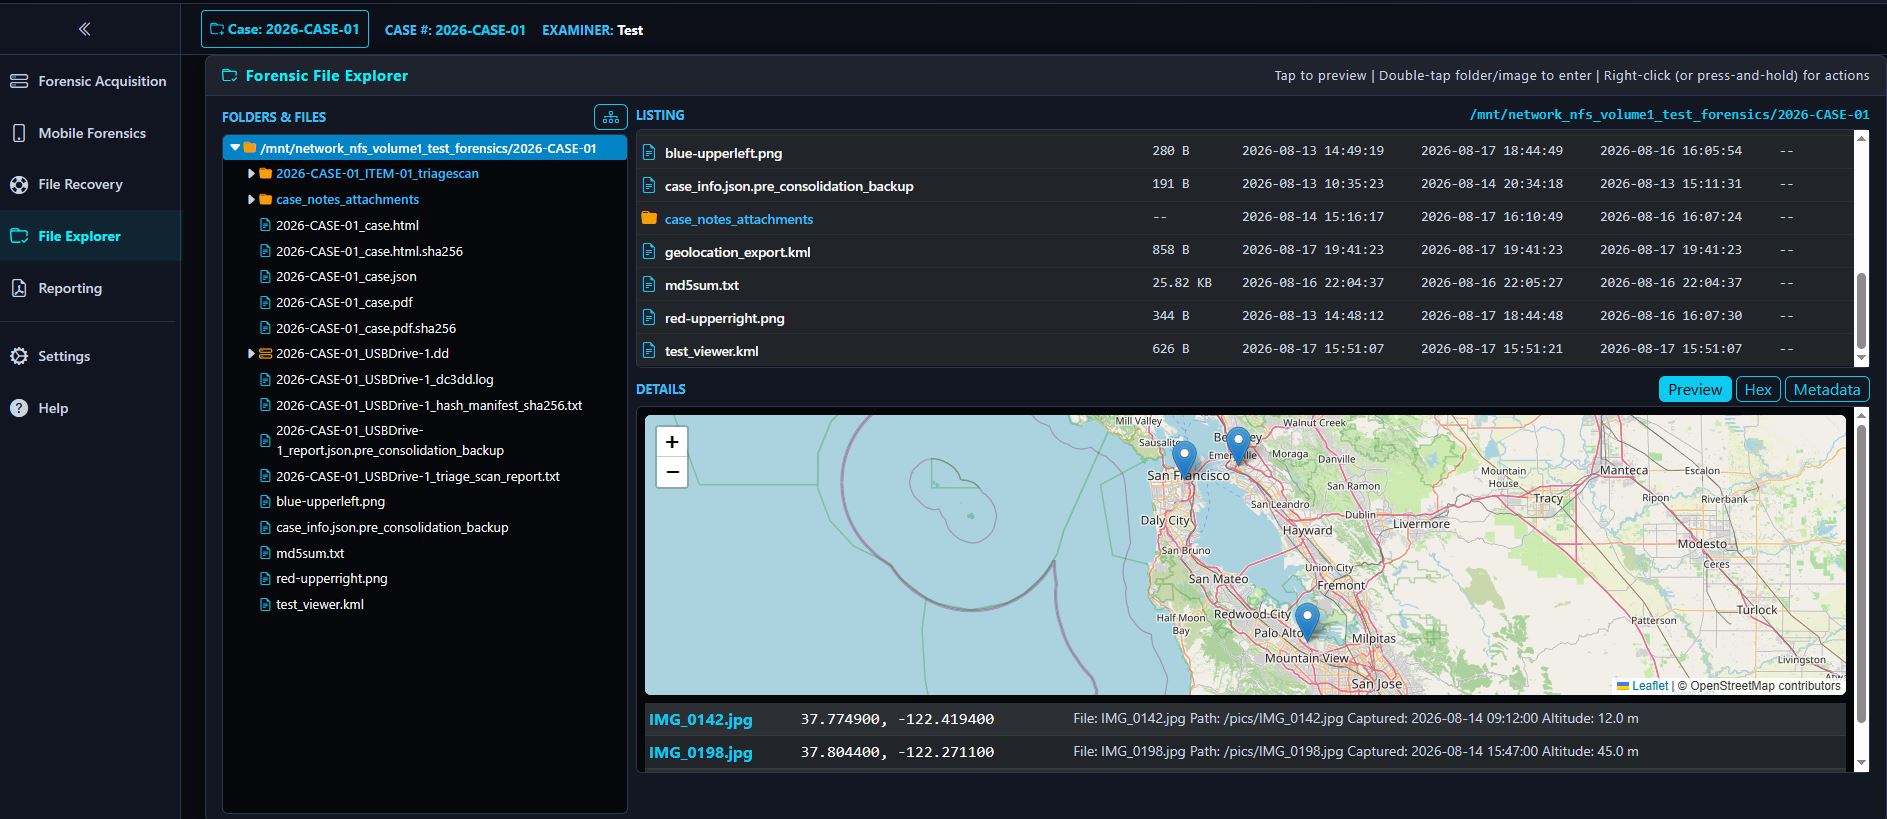 Case: 2026-CASE-01 CASE #: 2026-CASE-01 EXAMINER: Test
Forensic Acquisition
Mobile Forensics
File Recovery
File Explorer
Reporting
Settings
Help
Forensic File Explorer
Tap to preview | Double-tap folder/image to enter | Right-click (or press-and-hold) for actions
FOLDERS & FILES
/mnt/network_nfs_volume1_test_forensics/2026-CASE-01
2026-CASE-01_ITEM-01_triagescan
case_notes_attachments
2026-CASE-01_case.html
2026-CASE-01_case.html.sha256
2026-CASE-01_case.json
2026-CASE-01_case.pdf
2026-CASE-01_case.pdf.sha256
2026-CASE-01_USBDrive-1.dd
2026-CASE-01_USBDrive-1_dc3dd.log
2026-CASE-01_USBDrive-1_hash_manifest_sha256.txt
2026-CASE-01_USBDrive-
1_report.json.pre_consolidation_backup
2026-CASE-01_USBDrive-1_triage_scan_report.txt
blue-upperleft.png
case_info.json.pre_consolidation_backup
md5sum.txt
red-upperright.png
test_viewer.kml
LISTING
/mnt/network_nfs_volume1_test_forensics/2026-CASE-01
blue-upperleft.png 280 B 2026-08-13 14:49:19 2026-08-17 18:44:49 2026-08-16 16:05:54 --
case_info.json.pre_consolidation_backup 191 B 2026-08-13 10:35:23 2026-08-14 20:34:18 2026-08-13 15:11:31 --
case_notes_attachments -- 2026-08-14 15:16:17 2026-08-17 16:10:49 2026-08-16 16:07:24 --
geolocation_export.kml 858 B 2026-08-17 19:41:23 2026-08-17 19:41:23 2026-08-17 19:41:23 --
md5sum.txt 25.82 KB 2026-08-16 22:04:37 2026-08-16 22:05:27 2026-08-16 22:04:37 --
red-upperright.png 344 B 2026-08-13 14:48:12 2026-08-17 18:44:48 2026-08-16 16:07:30 --
test_viewer.kml 626 B 2026-08-17 15:51:07 2026-08-17 15:51:21 2026-08-17 15:51:07 --
DETAILS
Preview Hex Metadata
+
−
Mill Valley
Walnut Creek
Sausalito
Moraga
Danville
San Francisco
San Ramon
Mountain
House
Manteca
Escalon
Tracy
Ripon
Riverbank
San Leandro
Dublin
Livermore
Daly City
Hayward
San Bruno
Modesto
Ceres
Union City
San Mateo
Fremont
Half Moon
Bay
Redwood City
Palo Alto
Milpitas
Turlock
Patterson
Mountain View
San Jose
Livingston
Leaflet | © OpenStreetMap contributors
IMG_0142.jpg 37.774900, -122.419400 File: IMG_0142.jpg Path: /pics/IMG_0142.jpg Captured: 2026-08-14 09:12:00 Altitude: 12.0 m
IMG_0198.jpg 37.804400, -122.271100 File: IMG_0198.jpg Path: /pics/IMG_0198.jpg Captured: 2026-08-14 15:47:00 Altitude: 45.0 m